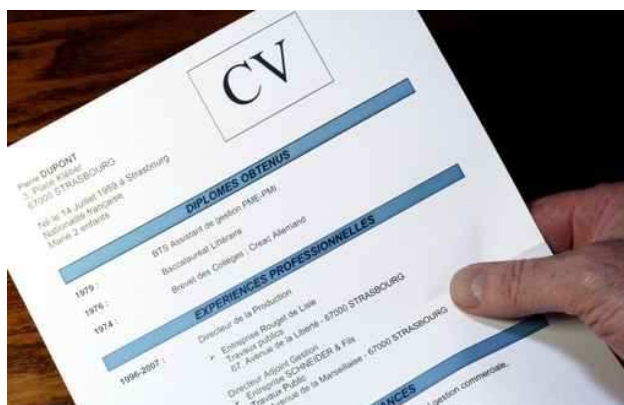 CV
Pierre DUPONT
3, Place Kléber
67000 STRASBOURG
Né le 14 Juillet 1959 à Strasbourg
Nationalité française
Marié 2 enfants
DIPLOMES OBTENUS
1979 : BTS Assistant de gestion PME-PMI
1976 : Baccalauréat Littéraire
1974 : Brevet des Collèges : Creac Allemand
EXPERIENCES PROFESSIONNELLES
1996-2007 : Directeur de la Production
Entreprise Rouget de Lisle
Travaux publics
67, Avenue de la Liberté - 67000 STRASBOURG
Directeur Adjoint Gestion
Entreprise SCHNEIDER & Fils
Travaux Public
Avenue de la Marseillaise - 67000 STRASBOURG
gestion commerciale,